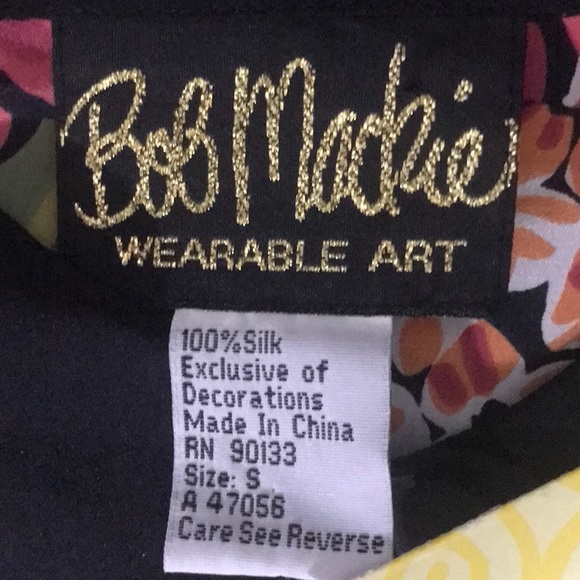 Bob Mackie
WEARABLE ART
100%Silk
Exclusive of
Decorations
Made In China
RN 90133
Size: S
A 47056
Care See Reverse